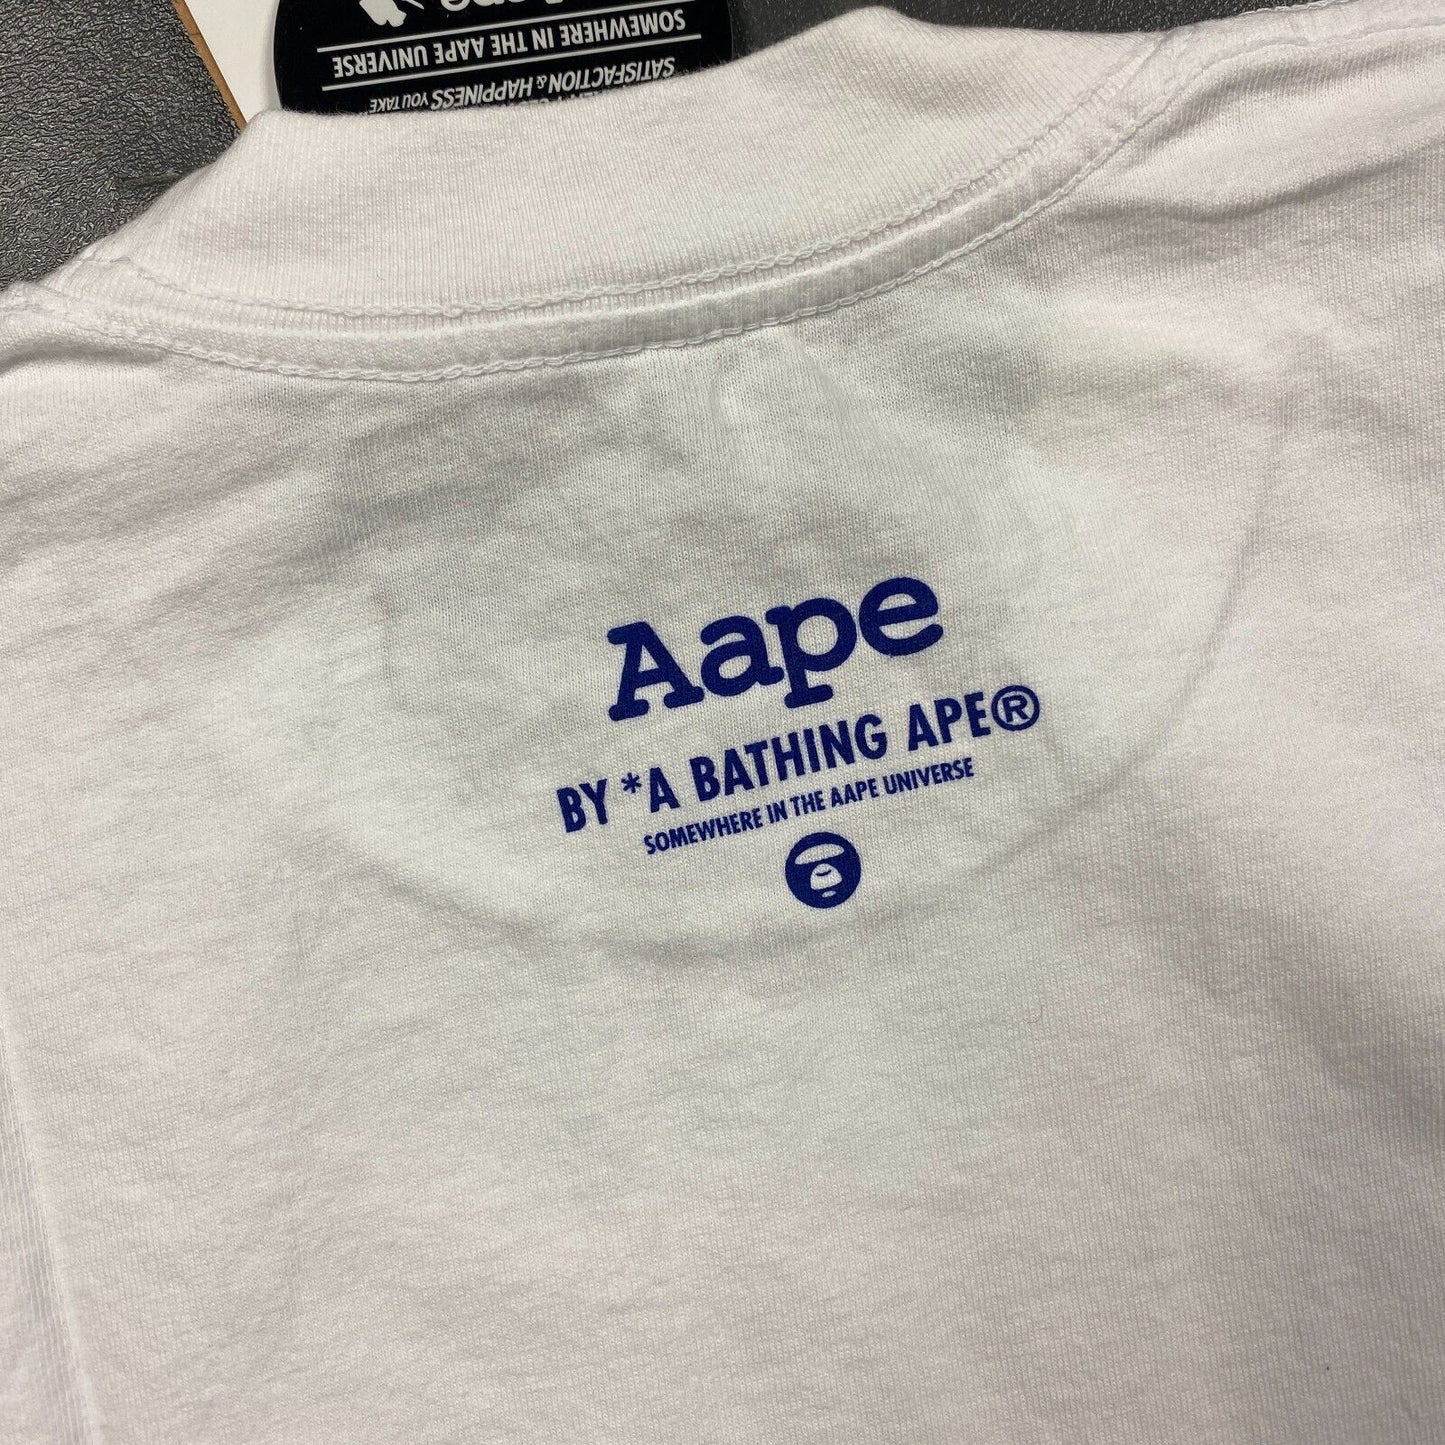 SOMEWHERE IN THE AAPE UNIVERSE
SATISFACTION & HAPPINESS YOU TAKE
Aape
BY *A BATHING APE®
SOMEWHERE IN THE AAPE UNIVERSE